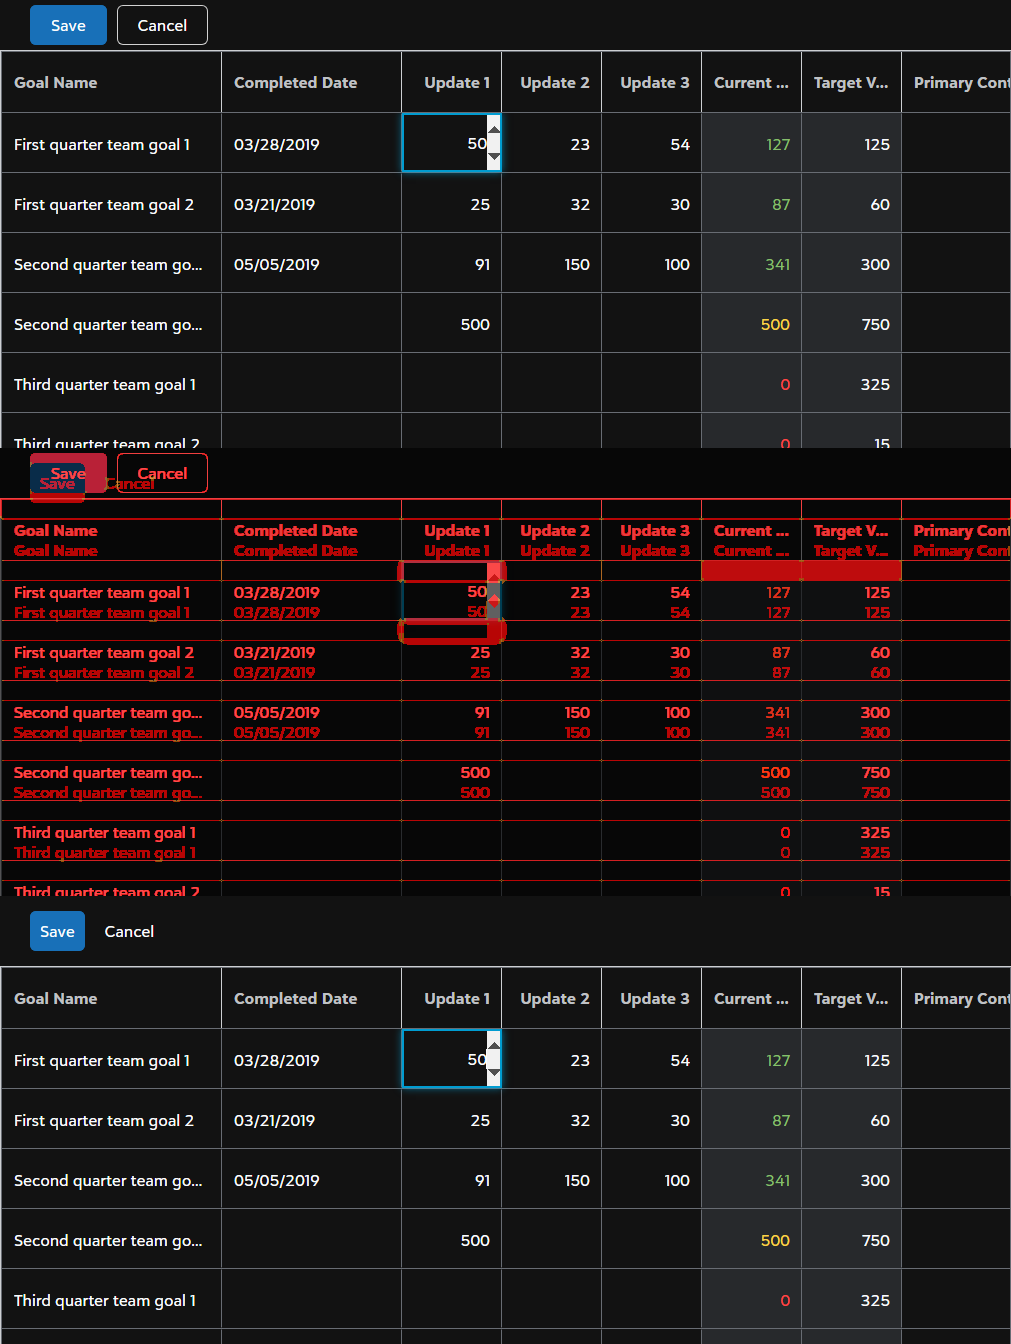 Save Cancel
Goal Name Completed Date Update 1 Update 2 Update 3 Current ... Target V... Primary Cont
First quarter team goal 1 03/28/2019 50 23 54 127 125
First quarter team goal 2 03/21/2019 25 32 30 87 60
Second quarter team go... 05/05/2019 91 150 100 341 300
Second quarter team go... 500 500 750
Third quarter team goal 1 0 325
Third quarter team goal 2 0 15
Save Cancel
Save Cancel
Goal Name Completed Date Update 1 Update 2 Update 3 Current ... Target V... Primary Cont
Goal Name Completed Date Update 1 Update 2 Update 3 Current ... Target V... Primary Cont
First quarter team goal 1 03/28/2019 50 23 54 127 125
First quarter team goal 1 03/28/2019 50 23 54 127 125
First quarter team goal 2 03/21/2019 25 32 30 87 60
First quarter team goal 2 03/21/2019 25 32 30 87 60
Second quarter team go... 05/05/2019 91 150 100 341 300
Second quarter team go... 05/05/2019 91 150 100 341 300
Second quarter team go... 500 500 750
Second quarter team go... 500 500 750
Third quarter team goal 1 0 325
Third quarter team goal 1 0 325
Third quarter team goal 2 0 15
Save Cancel
Goal Name Completed Date Update 1 Update 2 Update 3 Current ... Target V... Primary Cont
First quarter team goal 1 03/28/2019 50 23 54 127 125
First quarter team goal 2 03/21/2019 25 32 30 87 60
Second quarter team go... 05/05/2019 91 150 100 341 300
Second quarter team go... 500 500 750
Third quarter team goal 1 0 325